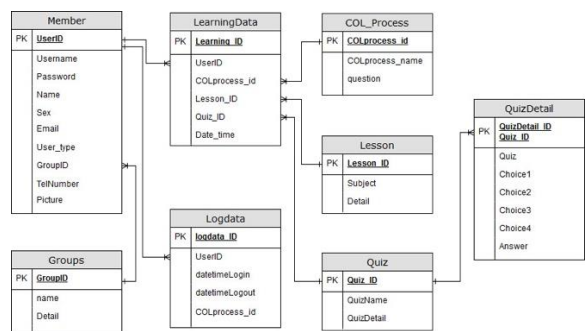 Member
PK UserID
Username
Password
Name
Sex
Email
User_type
GroupID
TelNumber
Picture
Groups
PK GroupID
name
Detail
LearningData
PK Learning_ID
UserID
COLprocess_id
Lesson_ID
Quiz_ID
Date_time
Logdata
PK logdata_ID
UserID
datetimeLogin
datetimeLogout
COLprocess_id
COL_Process
PK COLprocess_id
COLprocess_name
question
Lesson
PK Lesson_ID
Subject
Detail
Quiz
PK Quiz_ID
QuizName
QuizDetail
QuizDetail
PK QuizDetail_ID
Quiz_ID
Quiz
Choice1
Choice2
Choice3
Choice4
Answer